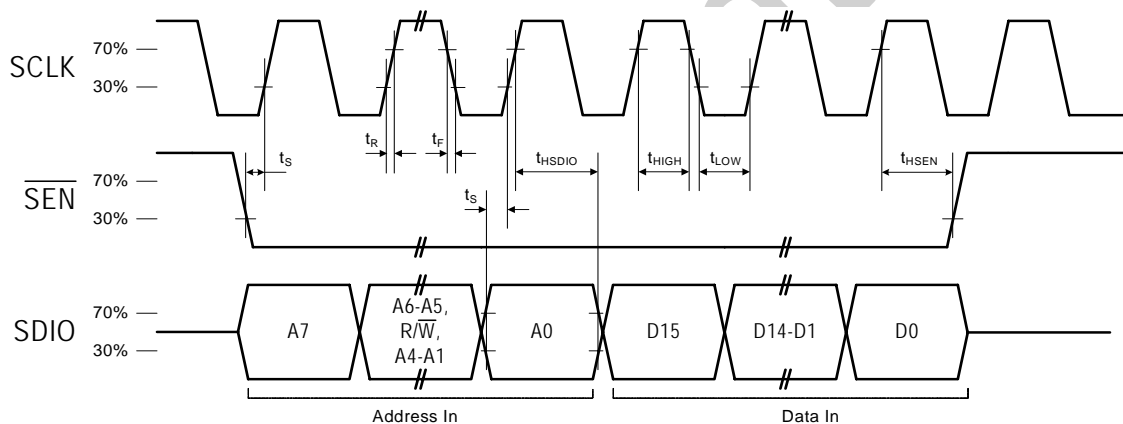 SCLK
70%
30%
tS
tR
tF
tHSDIO
tHIGH
tLOW
tHSEN
SEN
70%
30%
tS
SDIO
70%
30%
A7
A6-A5,
R/W,
A4-A1
A0
D15
D14-D1
D0
Address In
Data In